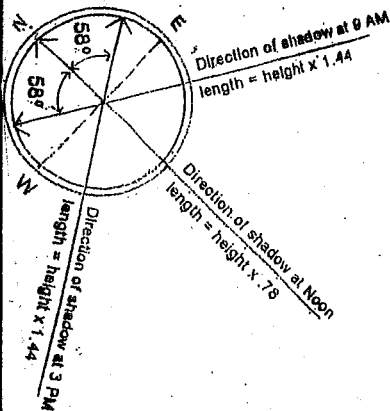 N
E
58°
58°
W
Direction of shadow at 9 AM
length = height x 1.44
Direction of shadow at Noon
length = height x .78
Direction of shadow at 3 PM
length = height x 1.44